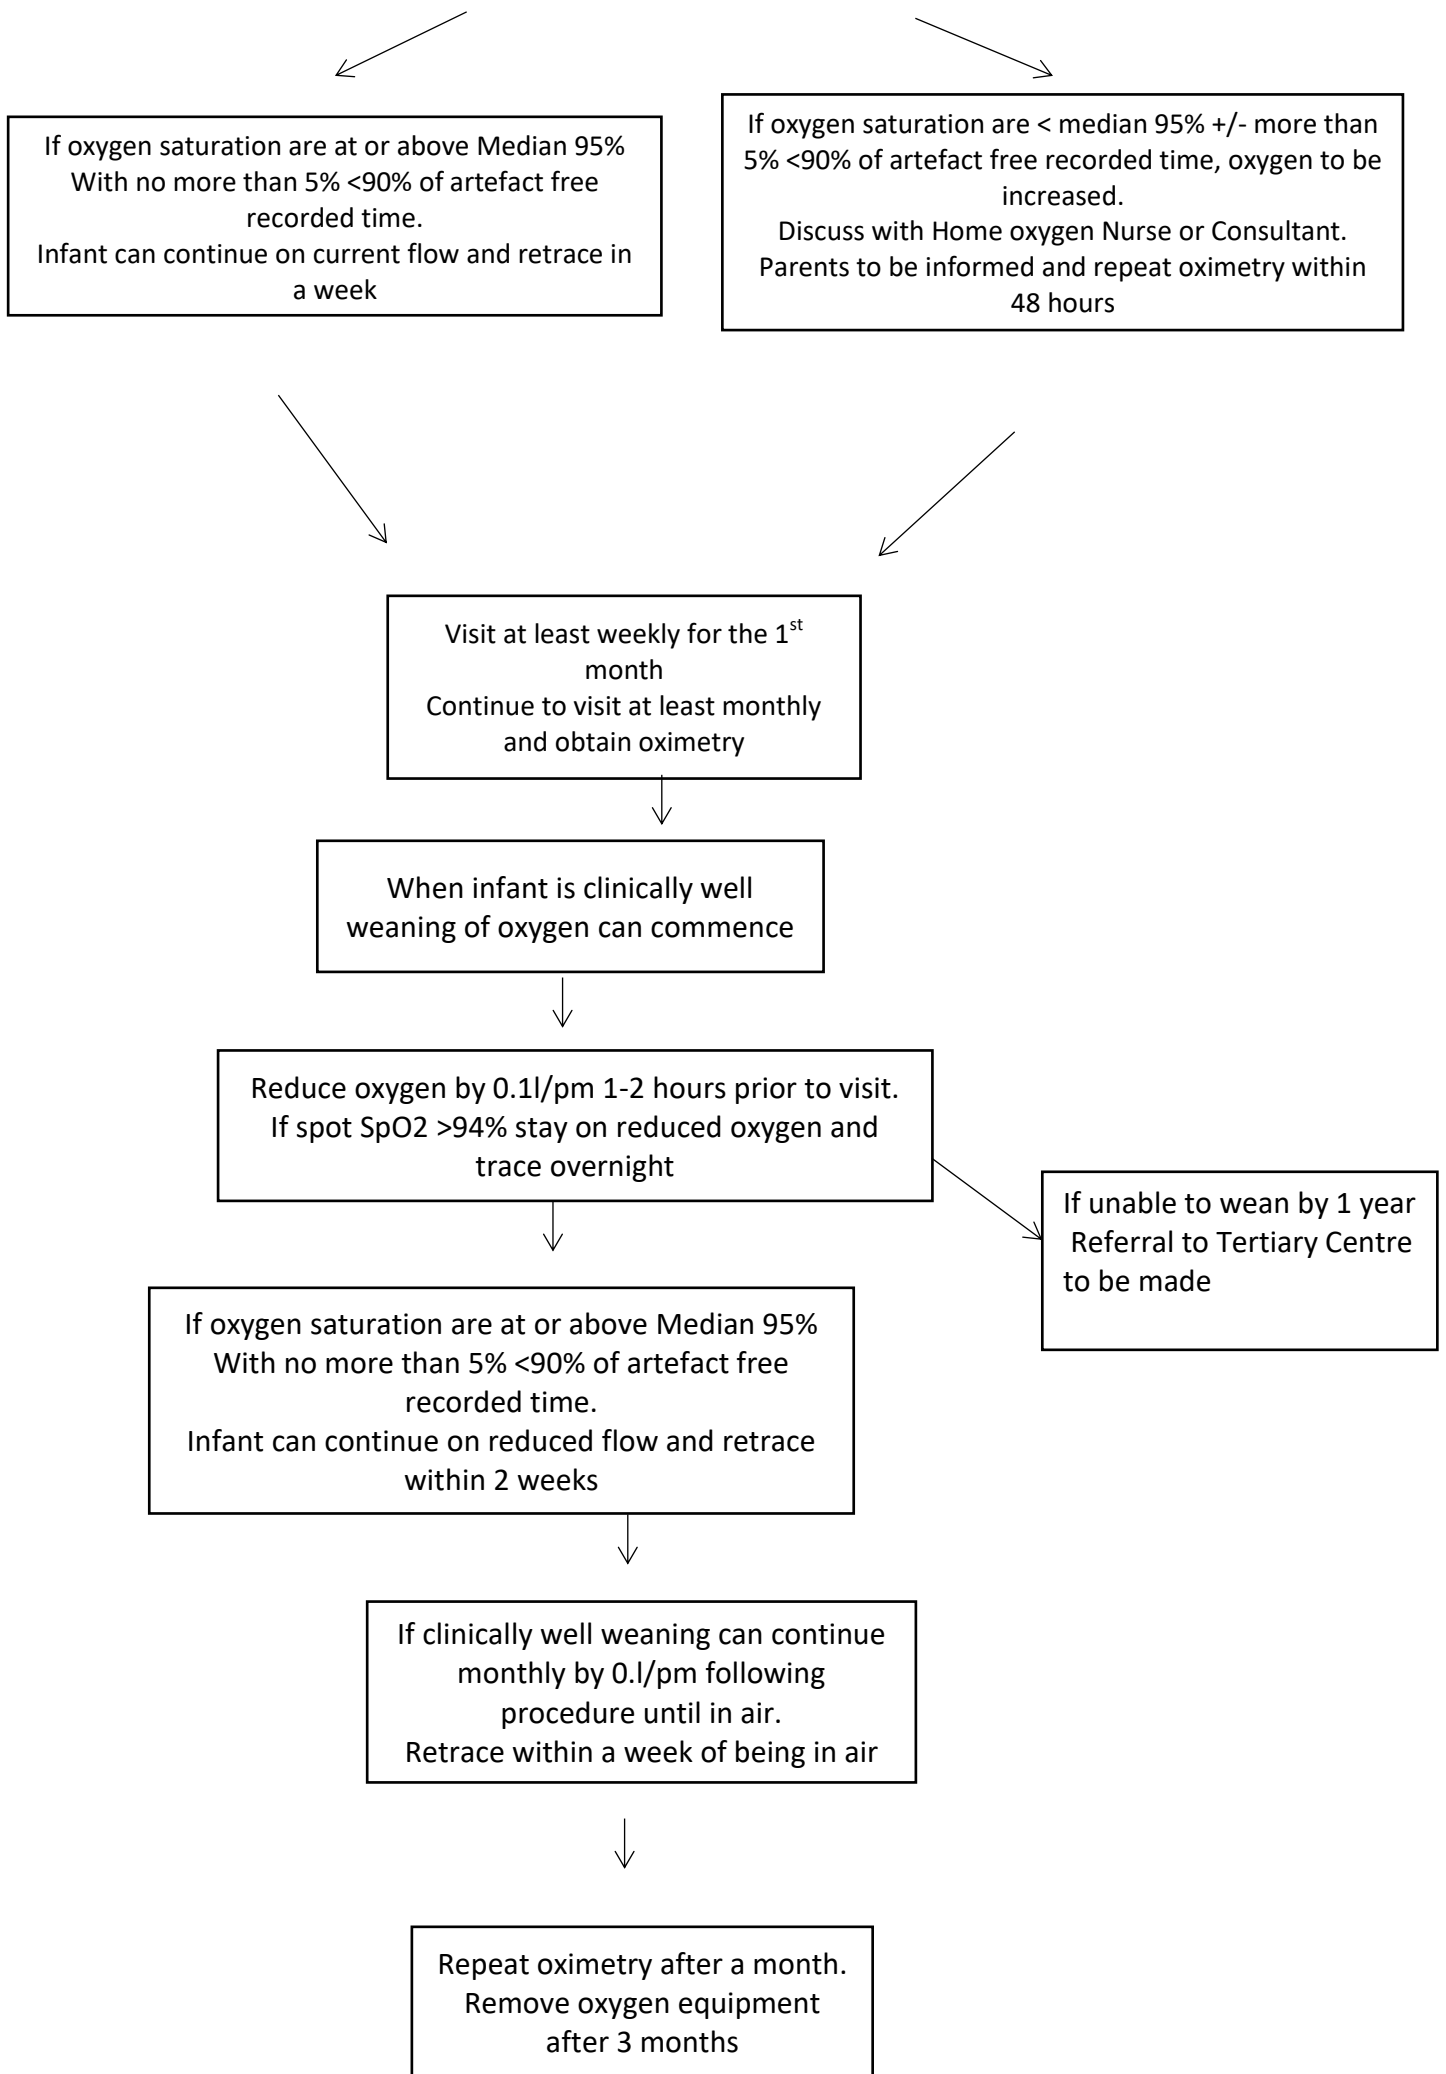 If oxygen saturation are at or above Median 95%
With no more than 5% <90% of artefact free
recorded time.
Infant can continue on current flow and retrace in
a week
If oxygen saturation are < median 95% +/- more than
5% <90% of artefact free recorded time, oxygen to be
increased.
Discuss with Home oxygen Nurse or Consultant.
Parents to be informed and repeat oximetry within
48 hours
Visit at least weekly for the 1st
month
Continue to visit at least monthly
and obtain oximetry
When infant is clinically well
weaning of oxygen can commence
Reduce oxygen by 0.1l/pm 1-2 hours prior to visit.
If spot SpO2 >94% stay on reduced oxygen and
trace overnight
If unable to wean by 1 year
Referral to Tertiary Centre
to be made
If oxygen saturation are at or above Median 95%
With no more than 5% <90% of artefact free
recorded time.
Infant can continue on reduced flow and retrace
within 2 weeks
If clinically well weaning can continue
monthly by 0.l/pm following
procedure until in air.
Retrace within a week of being in air
Repeat oximetry after a month.
Remove oxygen equipment
after 3 months